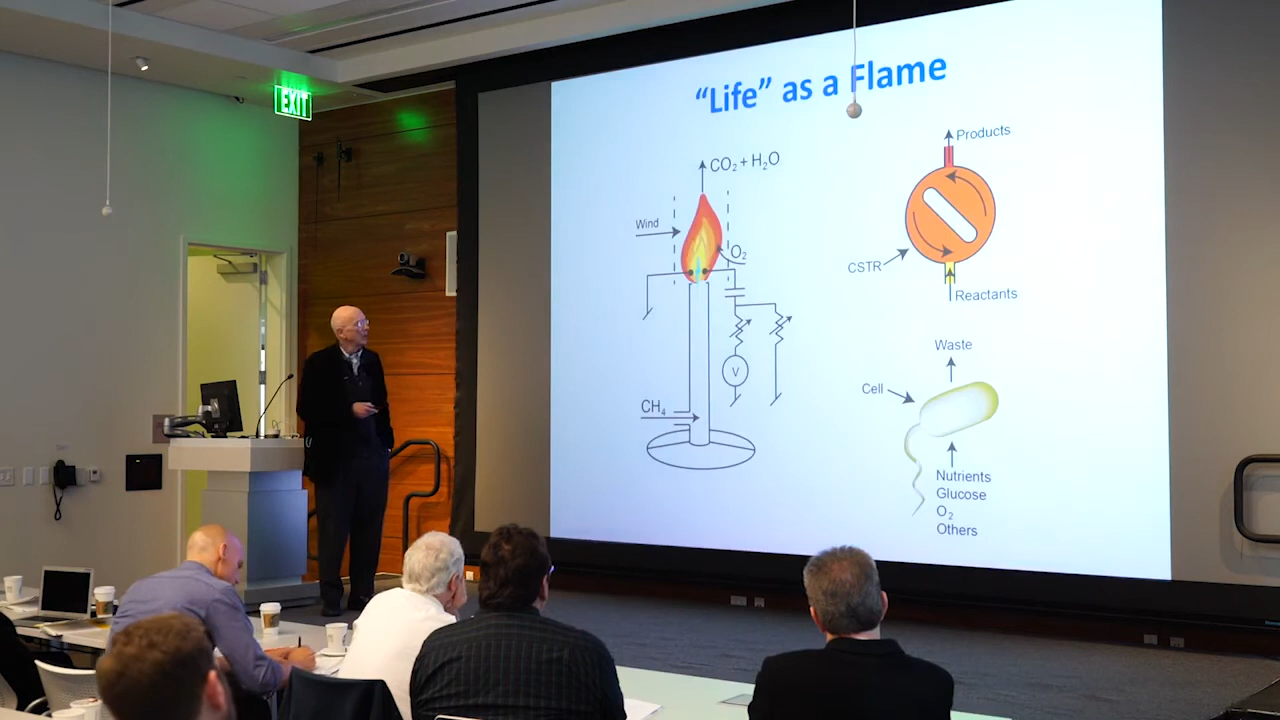 EXIT
“Life” as a Flame
CO₂ + H₂O
Wind
O₂
V
CH₄
Products
CSTR
Reactants
Waste
Cell
Nutrients
Glucose
O₂
Others